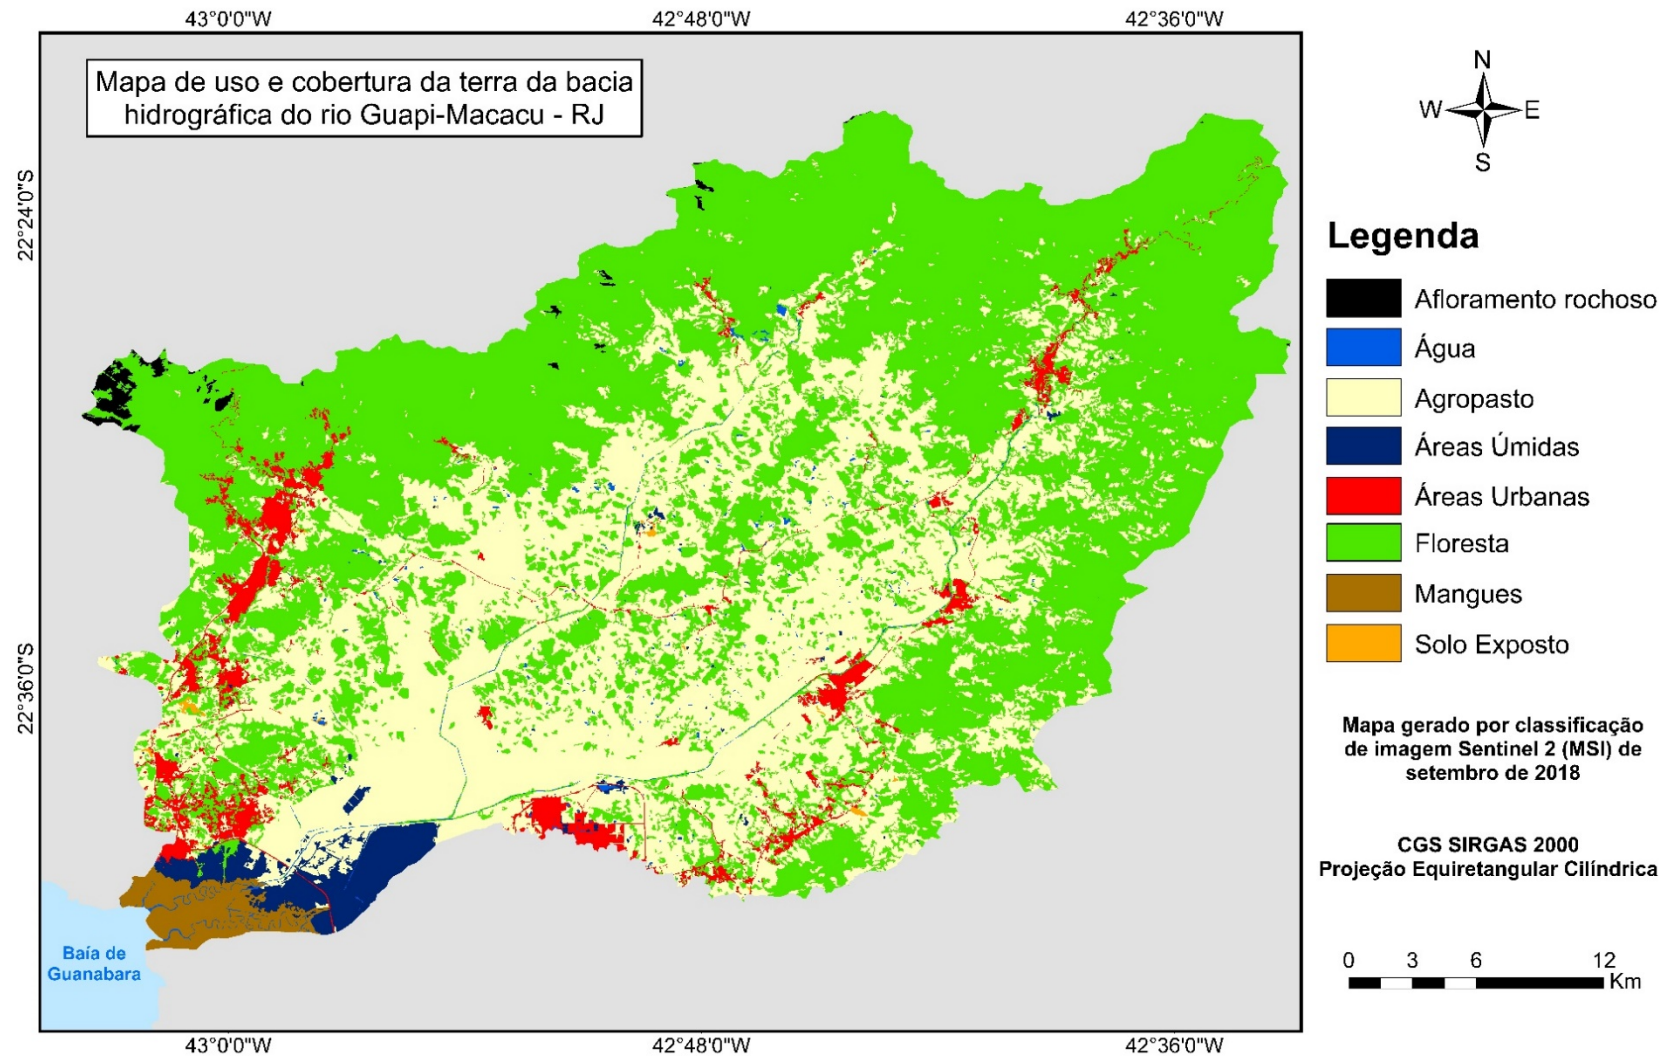 43°0'0"W
42°48'0"W
42°36'0"W
Mapa de uso e cobertura da terra da bacia
hidrográfica do rio Guapi-Macacu - RJ
22°24'0"S
22°36'0"S
Baía de
Guanabara
43°0'0"W
42°48'0"W
42°36'0"W
N
W
E
S
Legenda
Afloramento rochoso
Água
Agropasto
Áreas Úmidas
Áreas Urbanas
Floresta
Mangues
Solo Exposto
Mapa gerado por classificação
de imagem Sentinel 2 (MSI) de
setembro de 2018
CGS SIRGAS 2000
Projeção Equiretangular Cilíndrica
0 3 6 12
Km